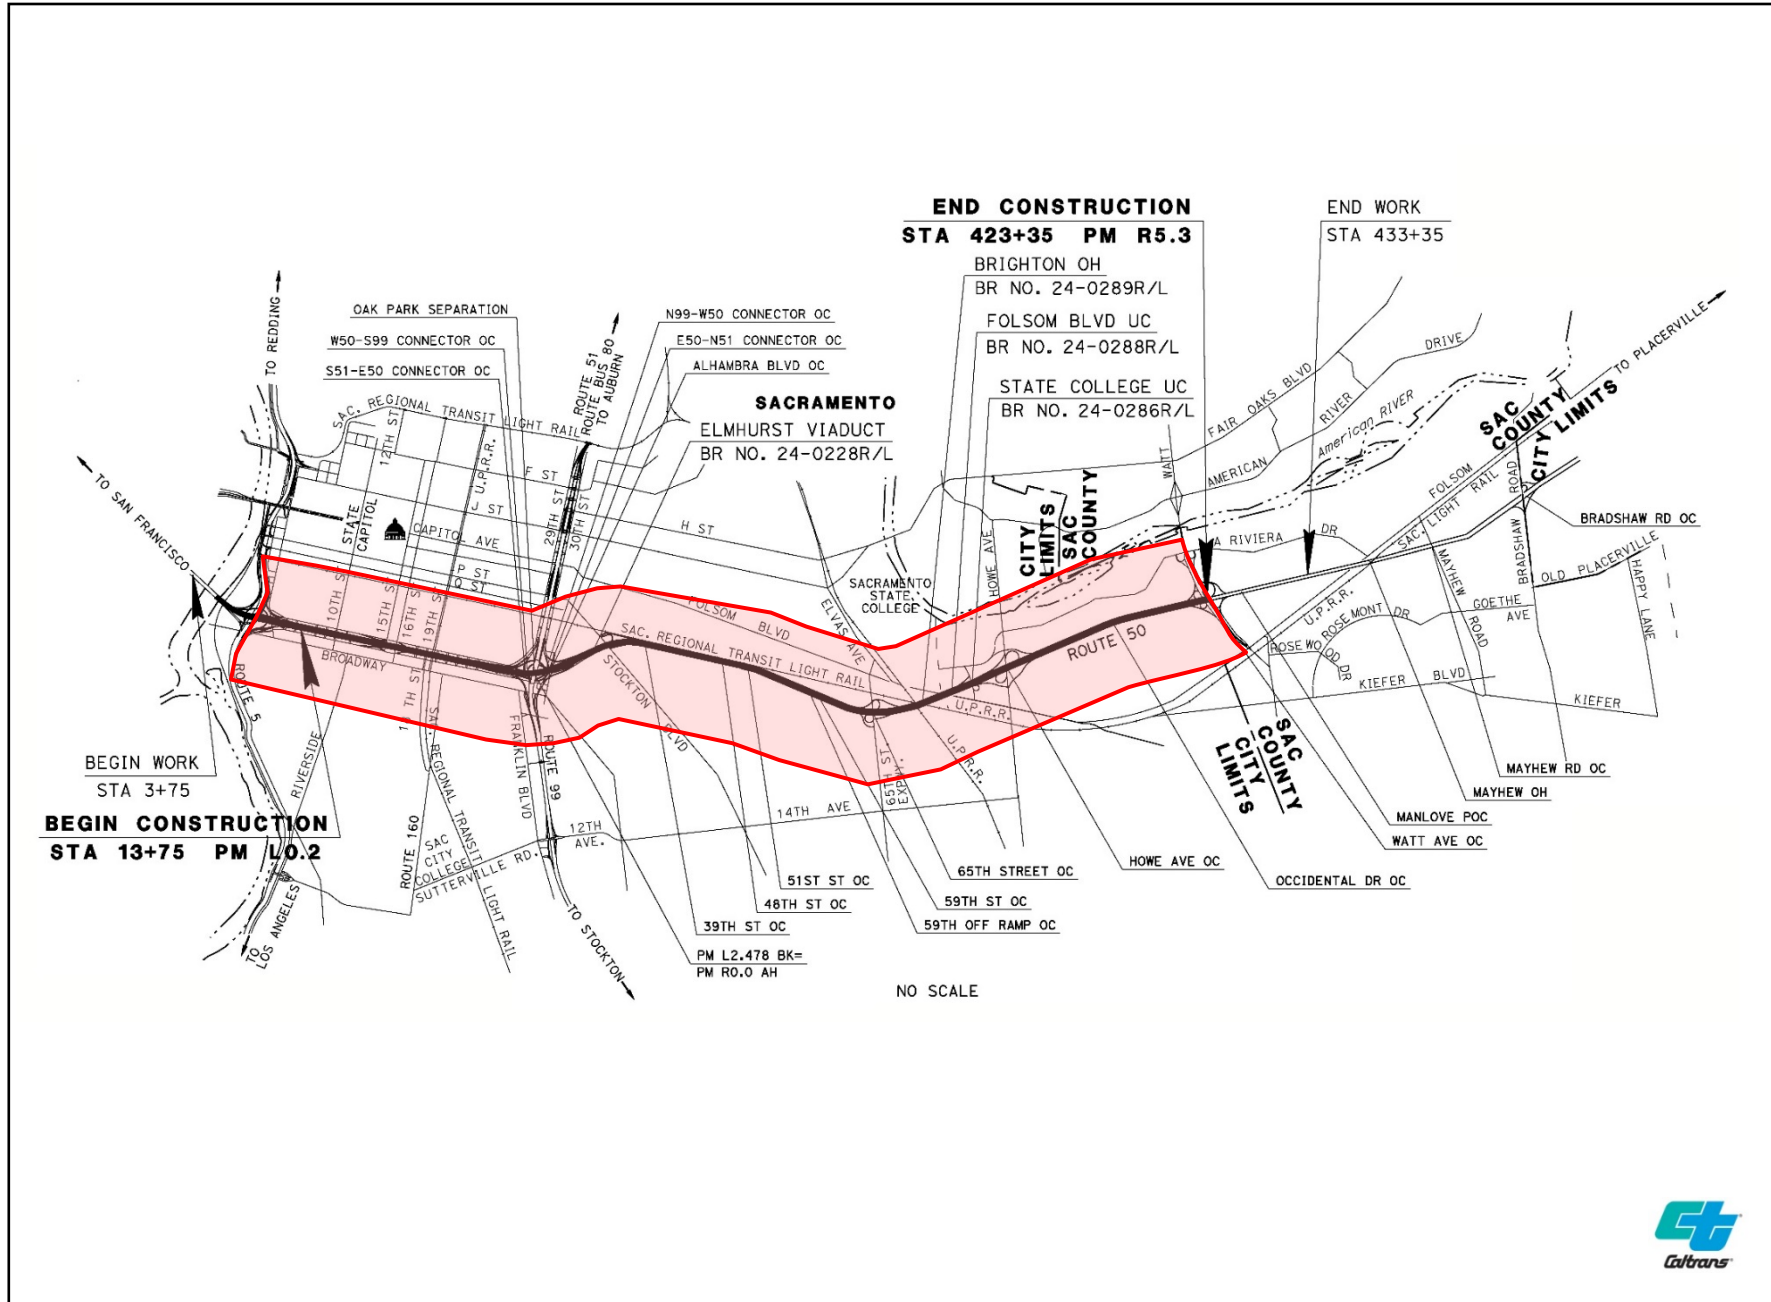 END CONSTRUCTION
STA 423+35 PM R5.3
END WORK
STA 433+35
BRIGHTON OH
BR NO. 24-0289R/L
FOLSOM BLVD UC
BR NO. 24-0288R/L
STATE COLLEGE UC
BR NO. 24-0286R/L
OAK PARK SEPARATION
W50-S99 CONNECTOR OC
S51-E50 CONNECTOR OC
N99-W50 CONNECTOR OC
E50-N51 CONNECTOR OC
ALHAMBRA BLVD OC
SACRAMENTO
ELMHURST VIADUCT
BR NO. 24-0228R/L
TO REDDING
ROUTE 51
ROUTE BUS 80
TO AUBURN
TO PLACERVILLE
SAC. REGIONAL TRANSIT LIGHT RAIL
12TH ST
U.P.R.R.
F ST
J ST
H ST
29TH ST
30TH ST
STATE
CAPITOL
CAPITOL AVE
P ST
Q ST
TO SAN FRANCISCO
10TH ST
15TH ST
16TH ST
19TH ST
BROADWAY
ROUTE 5
RIVERSIDE
FOLSOM BLVD
SAC. REGIONAL TRANSIT LIGHT RAIL
STOCKTON
BLVD
ELVAS AVE
SACRAMENTO
STATE
COLLEGE
HOWE AVE
CITY
LIMITS
SAC
COUNTY
WATT
FAIR OAKS BLVD
AMERICAN
RIVER
DRIVE
American RIVER
SAC
COUNTY
CITY LIMITS
FOLSOM
SAC. LIGHT RAIL
BRADSHAW ROAD
BRADSHAW RD OC
A RIVIERA DR
U.P.R.R.
ROUTE 50
MAYHEW
ROAD
BRADSHAW
OLD PLACERVILLE
HAPPY LANE
GOETHE
AVE
ROSEMONT DR
ROSEWOOD DR
KIEFER BLVD
KIEFER
U.P.R.R.
U.P.R.R.
65TH ST.
EXPWY.
SAC
COUNTY
CITY
LIMITS
BEGIN WORK
STA 3+75
BEGIN CONSTRUCTION
STA 13+75 PM L0.2
SAC. REGIONAL TRANSIT
LIGHT RAIL
FRANKLIN BLVD
ROUTE 99
ROUTE 160
SAC
CITY
COLLEGE
SUTTERVILLE RD.
12TH
AVE.
14TH AVE
TO
LOS ANGELES
TO STOCKTON
MAYHEW RD OC
MAYHEW OH
MANLOVE POC
WATT AVE OC
HOWE AVE OC
OCCIDENTAL DR OC
65TH STREET OC
51ST ST OC
48TH ST OC
59TH ST OC
59TH OFF RAMP OC
39TH ST OC
PM L2.478 BK=
PM R0.0 AH
NO SCALE
Caltrans